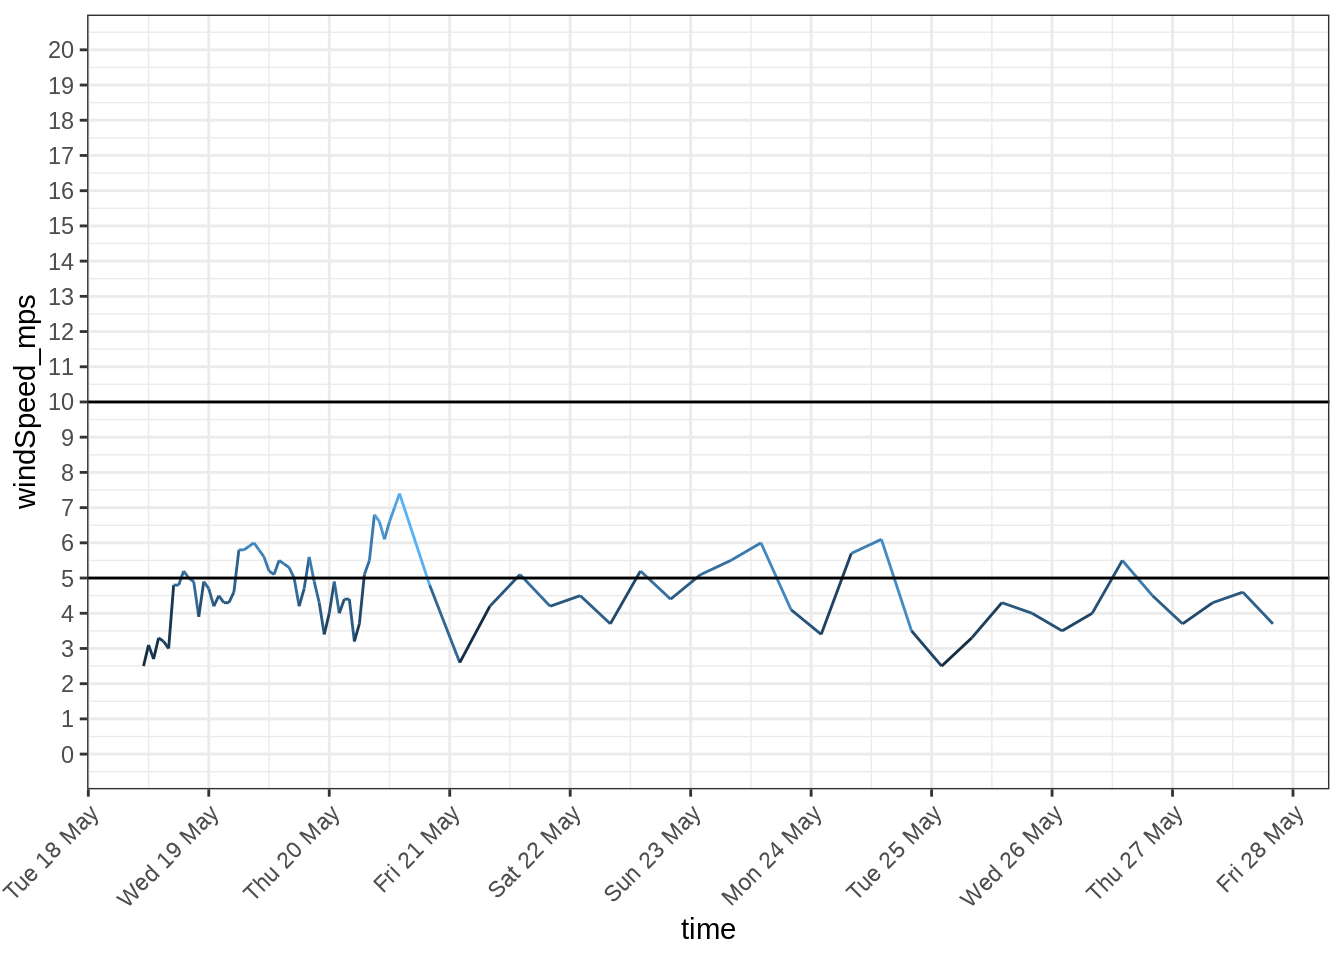 windSpeed_mps
20
19
18
17
16
15
14
13
12
11
10
9
8
7
6
5
4
3
2
1
0
Tue 18 May
Wed 19 May
Thu 20 May
Fri 21 May
Sat 22 May
Sun 23 May
Mon 24 May
Tue 25 May
Wed 26 May
Thu 27 May
Fri 28 May
time